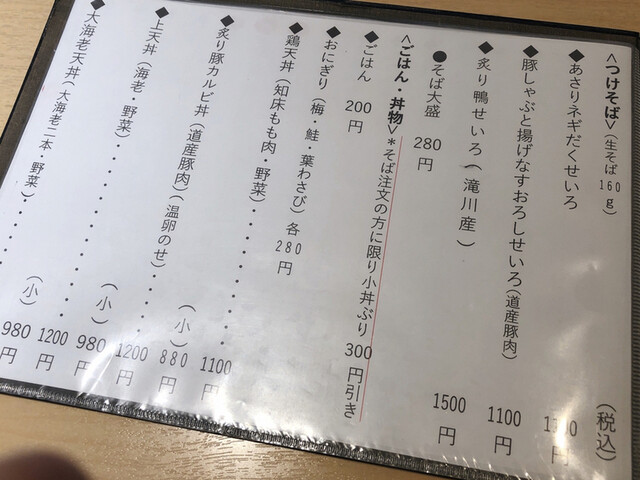 <つけそば>(生そば160g) (税込)
◆あさりネギだくせいろ 円
◆豚しゃぶと揚げなすおろしせいろ(道産豚肉) 1100円
◆炙り鴨せいろ(滝川産) 1500円
●そば大盛 280円
<ごはん・丼物>*そば注文の方に限り小丼ぶり300円引き
◆ごはん 200円
◆おにぎり(梅・鮭・葉わさび)各280円
◆鶏天丼(知床もも肉・野菜)・・・・・・・ 1100円
(小) 880円
◆炙り豚カルビ丼(道産豚肉)(温卵のせ)・・・・ 1200円
(小) 980円
◆上天丼(海老・野菜)・・・・・・・・・・ 1200円
(小) 980円
◆大海老天丼(大海老二本・野菜)・・・・